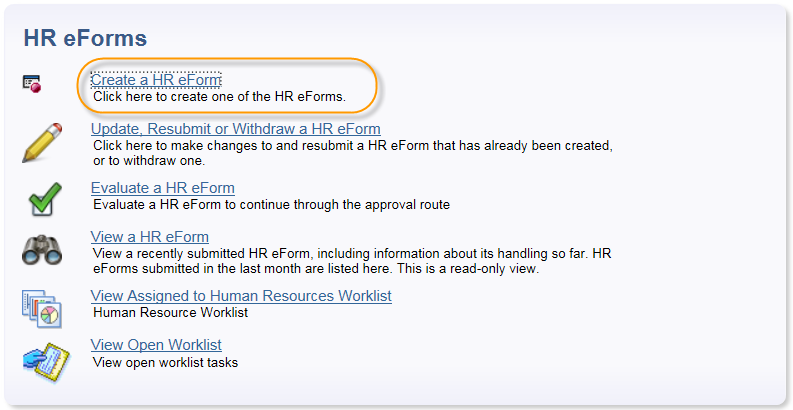 HR eForms
Create a HR eForm
Click here to create one of the HR eForms.
Update, Resubmit or Withdraw a HR eForm
Click here to make changes to and resubmit a HR eForm that has already been created,
or to withdraw one.
Evaluate a HR eForm
Evaluate a HR eForm to continue through the approval route
View a HR eForm
View a recently submitted HR eForm, including information about its handling so far. HR
eForms submitted in the last month are listed here. This is a read-only view.
View Assigned to Human Resources Worklist
Human Resource Worklist
View Open Worklist
View open worklist tasks